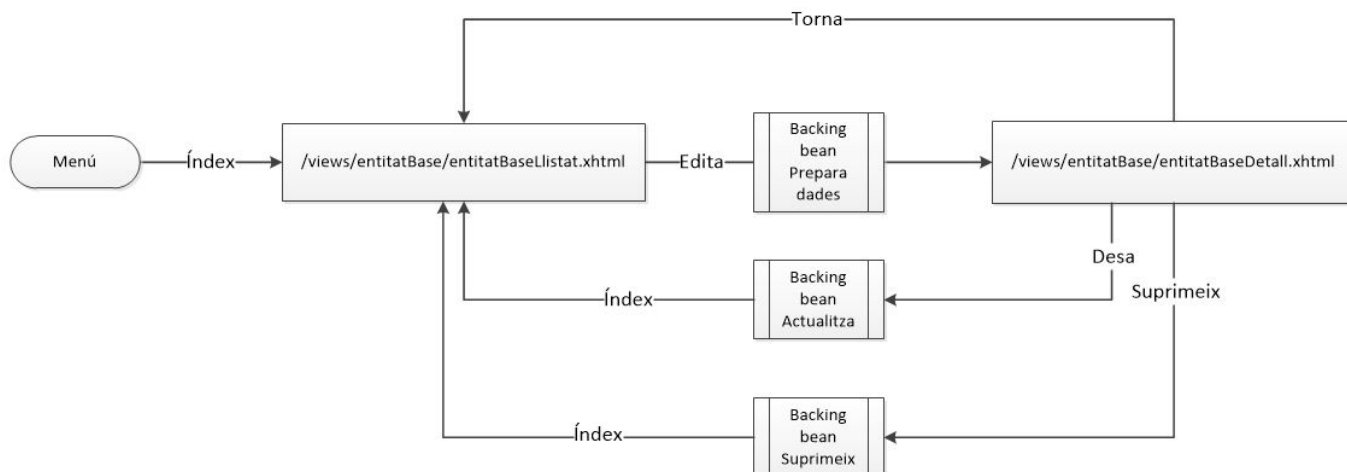 Torna
Menú
Índex
/views/entitatBase/entitatBaseLlistat.xhtml
Edita
Backing
bean
Prepara
dades
/views/entitatBase/entitatBaseDetall.xhtml
Desa
Suprimeix
Índex
Backing
bean
Actualitza
Índex
Backing
bean
Suprimeix